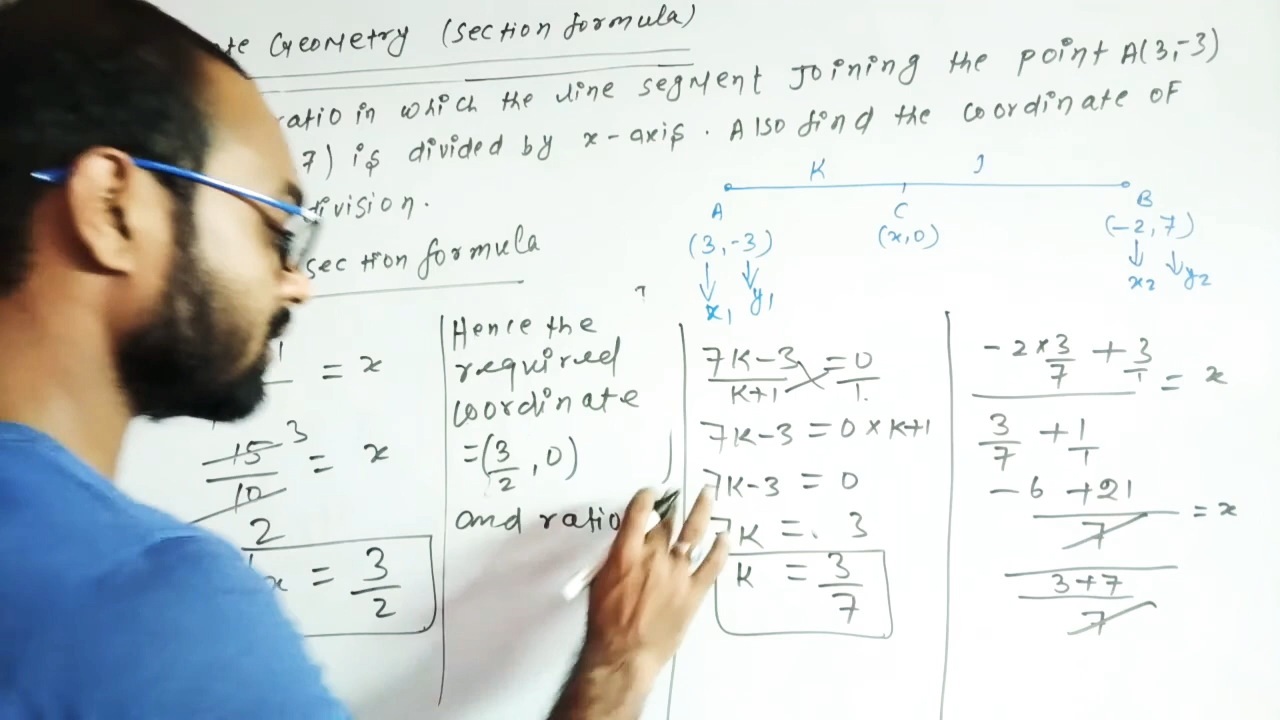 Geometry (section formula)
in which the line segment Joining the point A(3,-3)
7) is divided by x-axis. Also find the coordinate of
division.
section formula
K 1
A C B
(3,-3) (x,0) (-2,7)
x1 y1 x2 y2
= x
15 3
10
= x
2
x = 3/2
Hence the
required
coordinate
=(3/2, 0)
and ratio
7K-3/K+1 = 0/1
7K-3 = 0 x K+1
7K-3 = 0
7K = 3
K = 3/7
-2 x 3/7 + 3/1
= x
3/7 + 1/1
-6 +21
7
= x
3+7
7